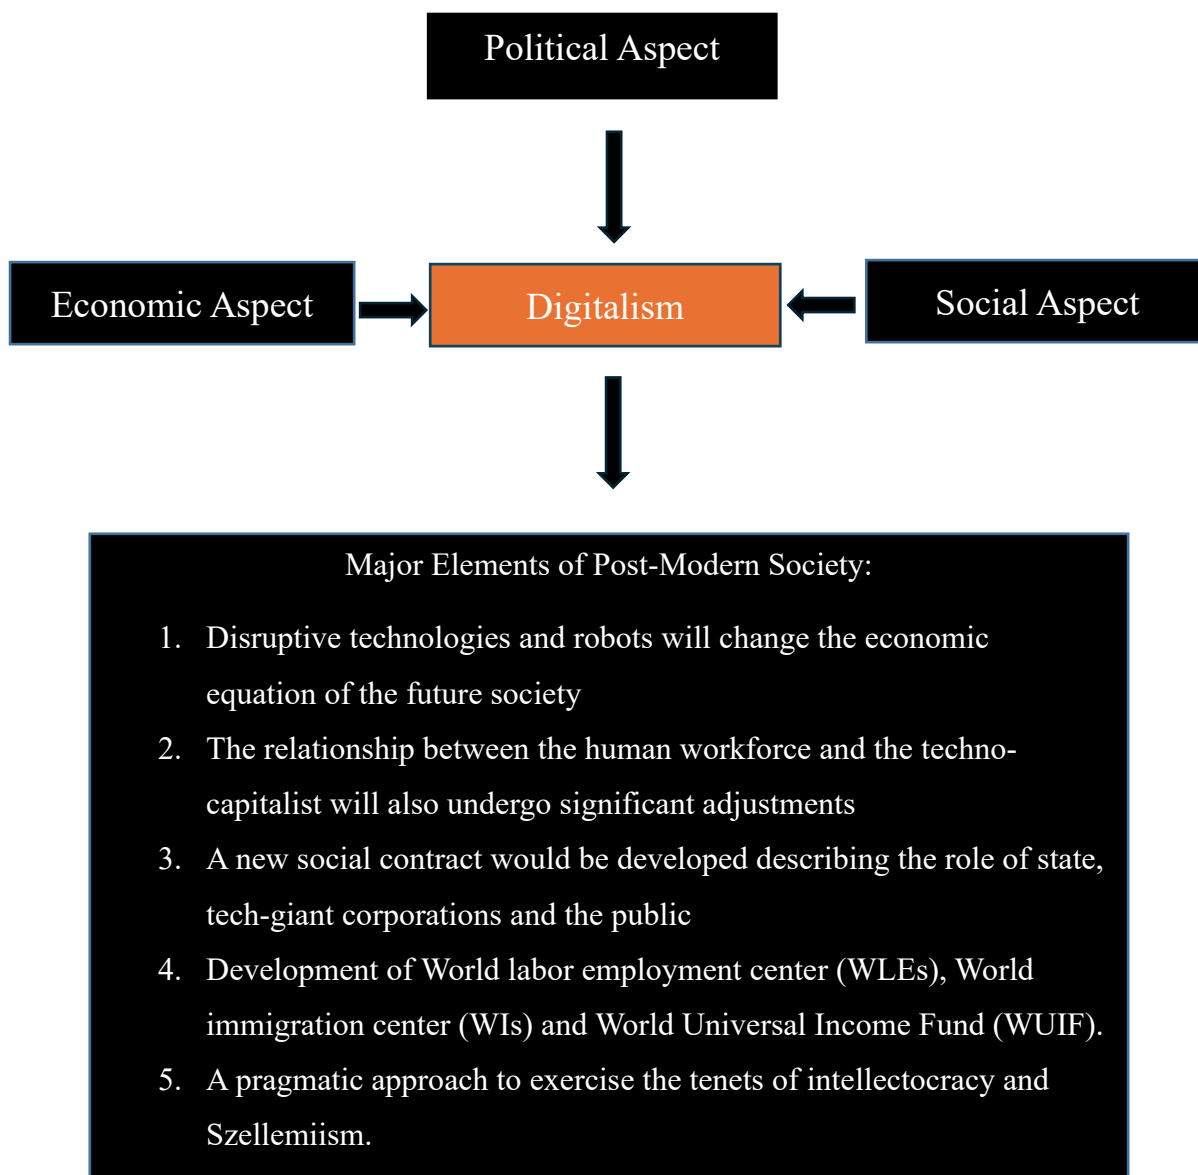 Political Aspect
Economic Aspect
Digitalism
Social Aspect
Major Elements of Post-Modern Society:
1. Disruptive technologies and robots will change the economic
equation of the future society
2. The relationship between the human workforce and the techno-
capitalist will also undergo significant adjustments
3. A new social contract would be developed describing the role of state,
tech-giant corporations and the public
4. Development of World labor employment center (WLEs), World
immigration center (WIs) and World Universal Income Fund (WUIF).
5. A pragmatic approach to exercise the tenets of intellectocracy and
Szellemiism.